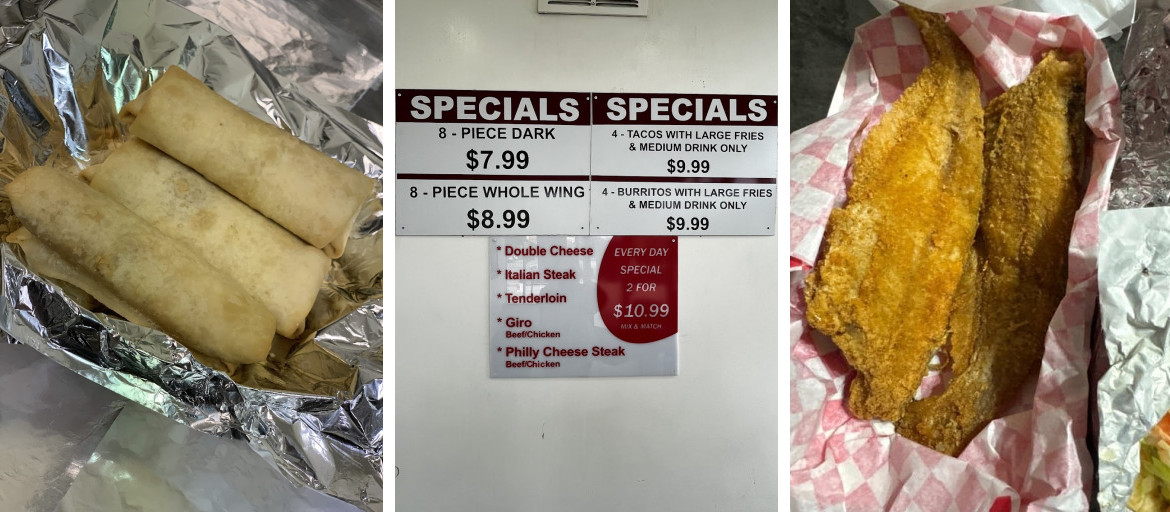 SPECIALS
8 - PIECE DARK
$7.99
8 - PIECE WHOLE WING
$8.99
SPECIALS
4 - TACOS WITH LARGE FRIES
& MEDIUM DRINK ONLY
$9.99
4 - BURRITOS WITH LARGE FRIES
& MEDIUM DRINK ONLY
$9.99
* Double Cheese
* Italian Steak
* Tenderloin
* Giro
Beef/Chicken
* Philly Cheese Steak
Beef/Chicken
EVERY DAY
SPECIAL
2 FOR
$10.99
MIX & MATCH